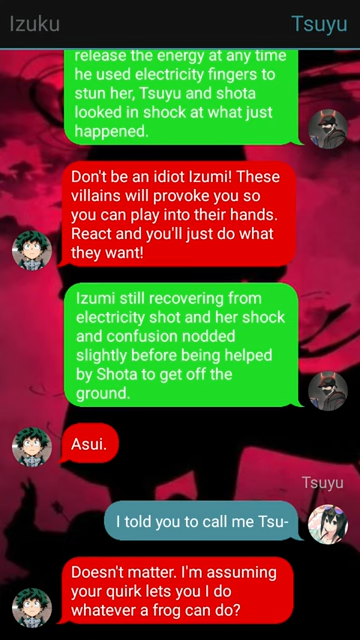 Izuku Tsuyu
release the energy at any time
he used electricity fingers to
stun her, Tsuyu and shota
looked in shock at what just
happened.
Don't be an idiot Izumi! These
villains will provoke you so
you can play into their hands.
React and you'll just do what
they want!
Izumi still recovering from
electricity shot and her shock
and confusion nodded
slightly before being helped
by Shota to get off the
ground.
Asui.
Tsuyu
I told you to call me Tsu-
Doesn't matter. I'm assuming
your quirk lets you I do
whatever a frog can do?